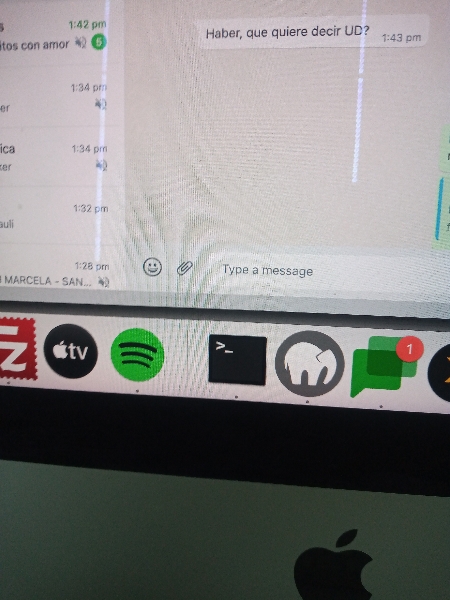 s
1:42 pm
itos con amor
5
Haber, que quiere decir UD?
1:43 pm
1:34 pm
er
ica
1:34 pm
ker
1:32 pm
auli
1:28 pm
MARCELA - SAN...
Type a message
Z
tv
>_
1